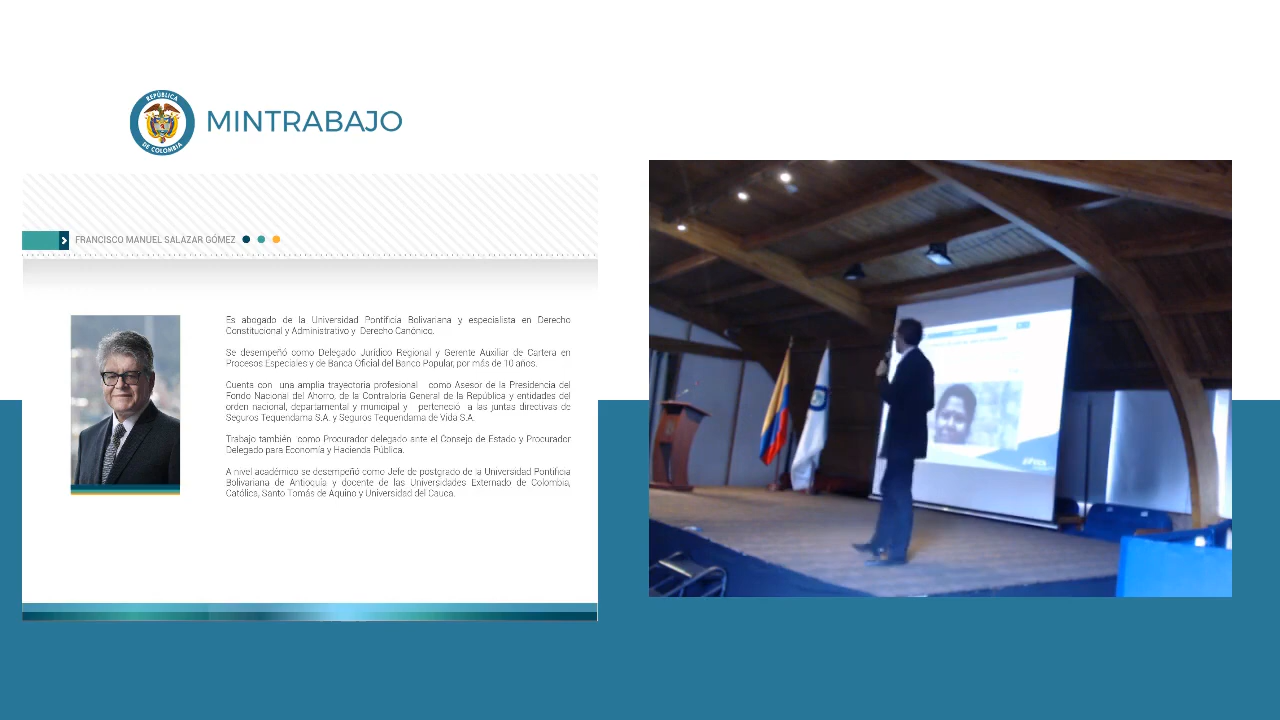 REPÚBLICA
DE COLOMBIA
MINTRABAJO
FRANCISCO MANUEL SALAZAR GÓMEZ
Es abogado de la Universidad Pontificia Bolivariana y especialista en Derecho
Constitucional y Administrativo y Derecho Canónico.
Se desempeñó como Delegado Jurídico Regional y Gerente Auxiliar de Cartera en
Procesos Especiales y de Banca Oficial del Banco Popular, por más de 10 años.
Cuenta con una amplia trayectoria profesional como Asesor de la Presidencia del
Fondo Nacional del Ahorro, de la Contraloría General de la República y entidades del
orden nacional, departamental y municipal y perteneció a las juntas directivas de
Seguros Tequendama S.A. y Seguros Tequendama de Vida S.A.
Trabajo también como Procurador delegado ante el Consejo de Estado y Procurador
Delegado para Economía y Hacienda Pública.
A nivel académico se desempeñó como Jefe de postgrado de la Universidad Pontificia
Bolivariana de Antioquia y docente de las Universidades Externado de Colombia,
Católica, Santo Tomás de Aquino y Universidad del Cauca.